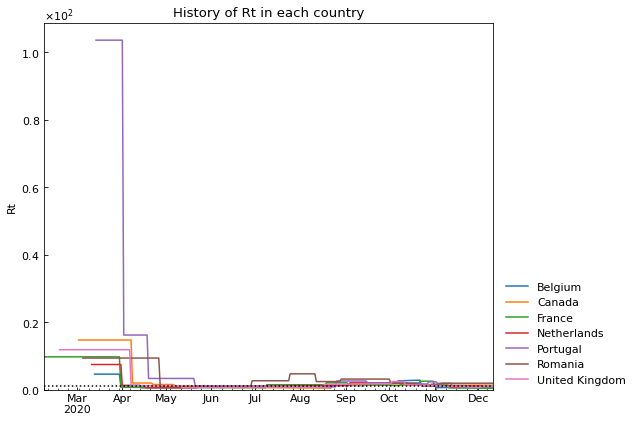 History of Rt in each country
×10²
1.0
0.8
0.6
0.4
0.2
0.0
Rt
Mar Apr May Jun Jul Aug Sep Oct Nov Dec
2020
Belgium
Canada
France
Netherlands
Portugal
Romania
United Kingdom